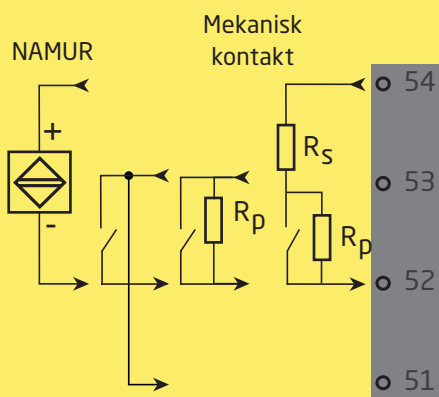 Mekanisk
kontakt
NAMUR
54
+
Rs
53
Rp
Rp
-
52
51